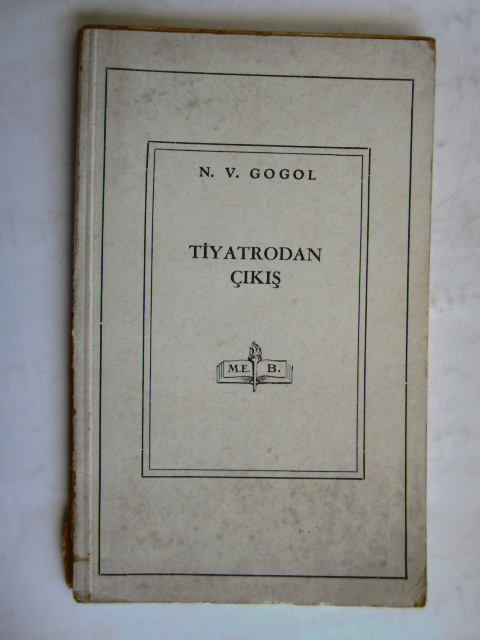 N. V. GOGOL
TİYATRODAN
ÇIKIŞ
M.E. B.